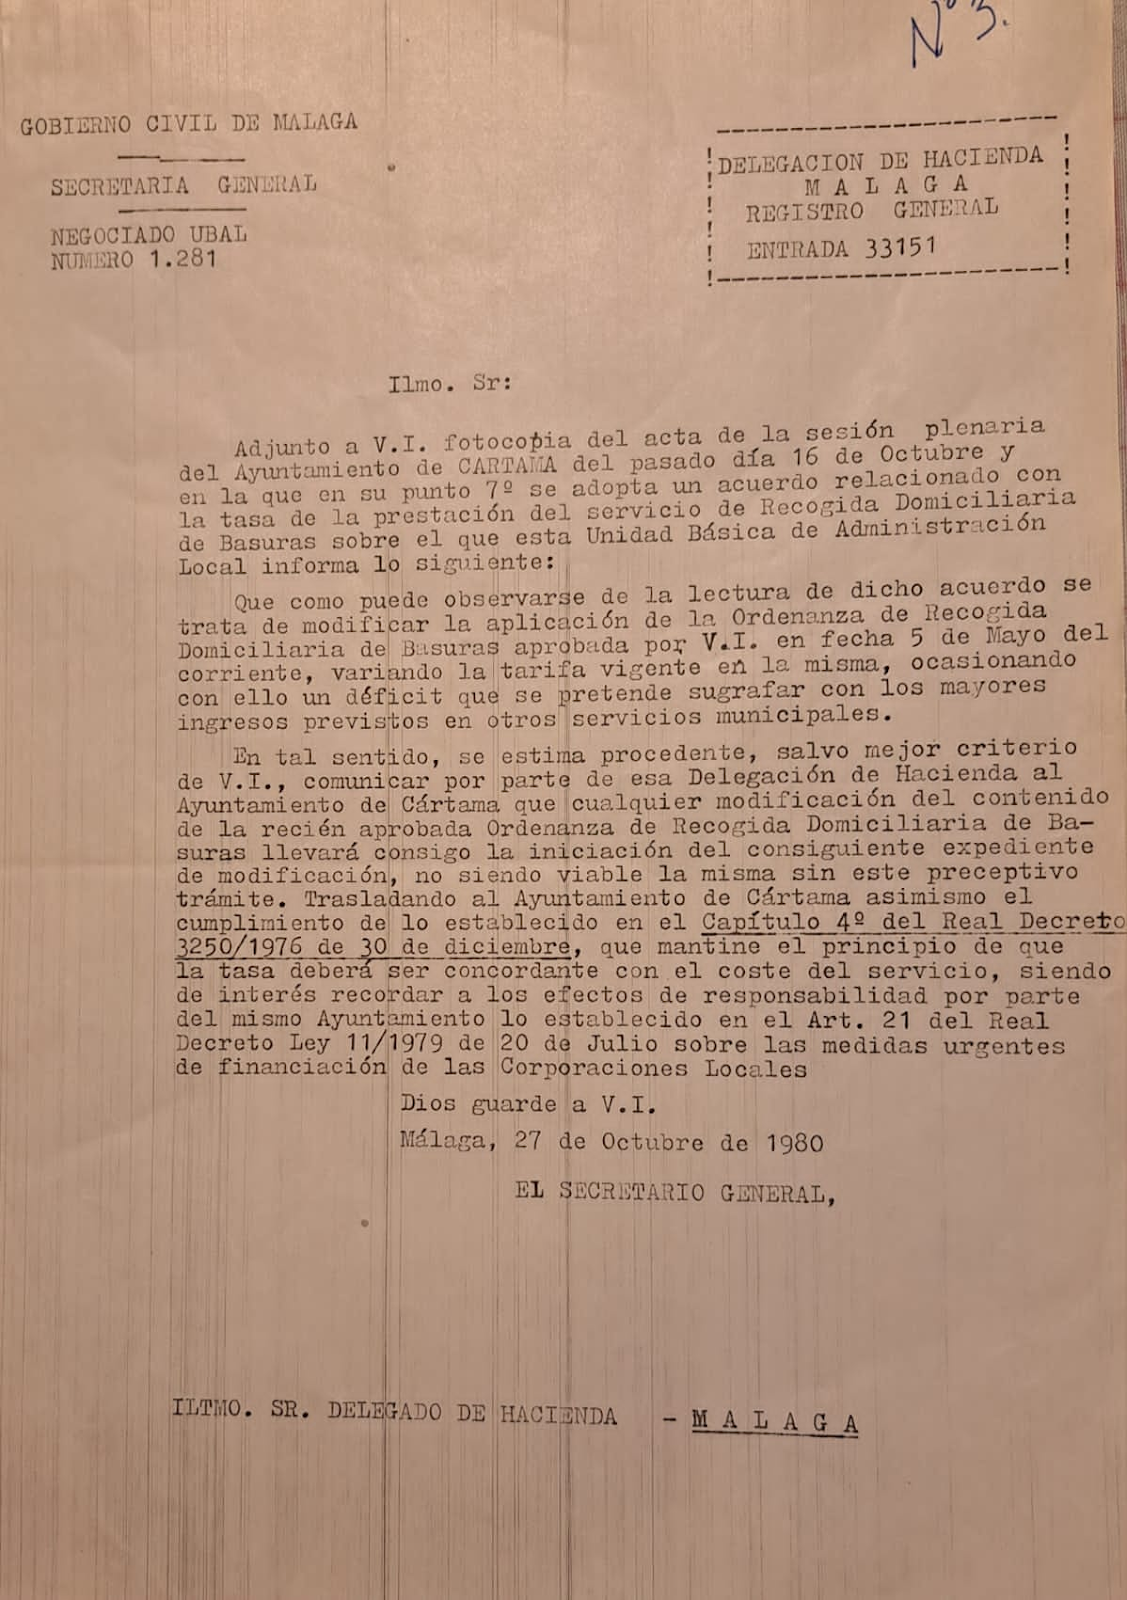 Nº 3.
GOBIERNO CIVIL DE MALAGA
SECRETARIA GENERAL
NEGOCIADO UBAL
NUMERO 1.281
DELEGACION DE HACIENDA
M A L A G A
REGISTRO GENERAL
ENTRADA 33151
Ilmo. Sr:
Adjunto a V.I. fotocopia del acta de la sesión plenaria
del Ayuntamiento de CARTAMA del pasado día 16 de Octubre y
en la que en su punto 7º se adopta un acuerdo relacionado con
la tasa de la prestación del servicio de Recogida Domiciliaria
de Basuras sobre el que esta Unidad Básica de Administración
Local informa lo siguiente:
Que como puede observarse de la lectura de dicho acuerdo se
trata de modificar la aplicación de la Ordenanza de Recogida
Domiciliaria de Basuras aprobada por V.I. en fecha 5 de Mayo del
corriente, variando la tarifa vigente en la misma, ocasionando
con ello un déficit que se pretende sugrafar con los mayores
ingresos previstos en otros servicios municipales.
En tal sentido, se estima procedente, salvo mejor criterio
de V.I., comunicar por parte de esa Delegación de Hacienda al
Ayuntamiento de Cártama que cualquier modificación del contenido
de la recién aprobada Ordenanza de Recogida Domiciliaria de Ba-
suras llevará consigo la iniciación del consiguiente expediente
de modificación, no siendo viable la misma sin este preceptivo
trámite. Trasladando al Ayuntamiento de Cártama asimismo el
cumplimiento de lo establecido en el Capítulo 4º del Real Decreto
3250/1976 de 30 de diciembre, que mantine el principio de que
la tasa deberá ser concordante con el coste del servicio, siendo
de interés recordar a los efectos de responsabilidad por parte
del mismo Ayuntamiento lo establecido en el Art. 21 del Real
Decreto Ley 11/1979 de 20 de Julio sobre las medidas urgentes
de financiación de las Corporaciones Locales
Dios guarde a V.I.
Málaga, 27 de Octubre de 1980
EL SECRETARIO GENERAL,
ILTMO. SR. DELEGADO DE HACIENDA - M A L A G A